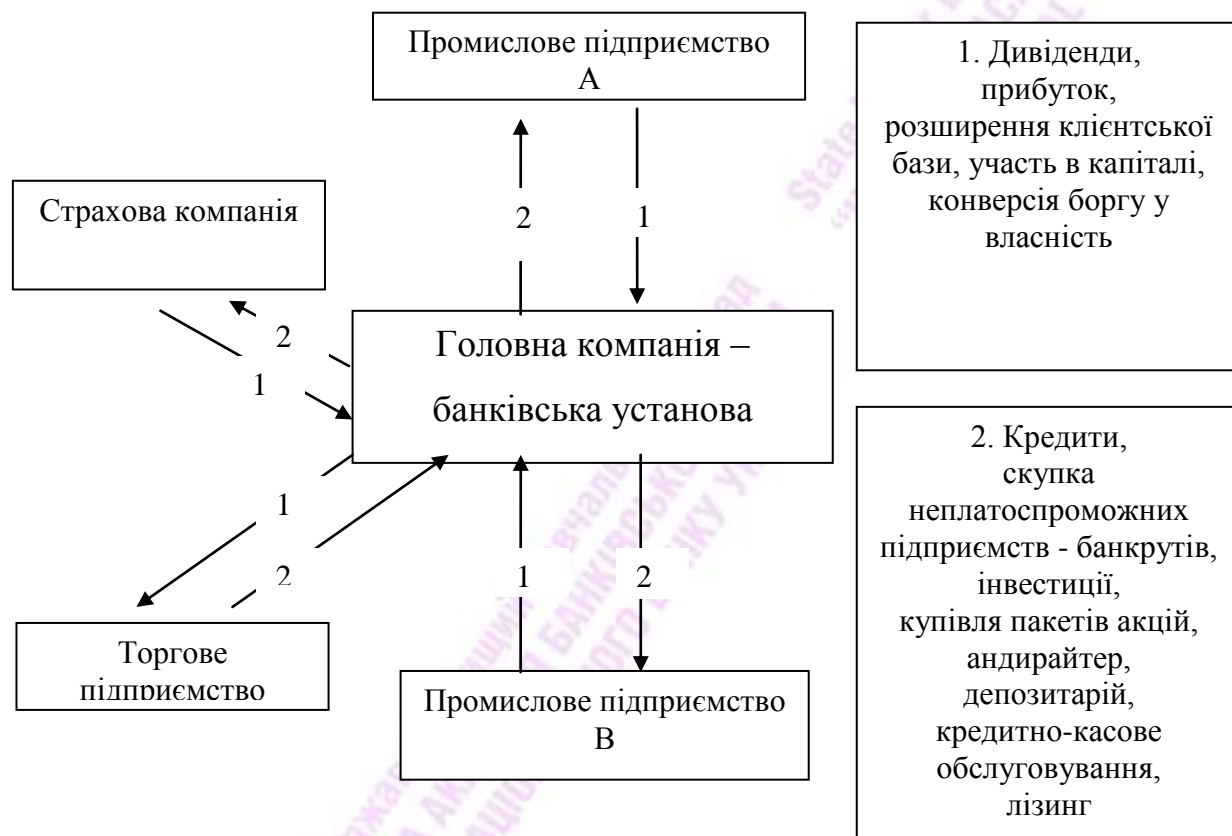 Промислове підприємство
А
1. Дивіденди,
прибуток,
розширення клієнтської
бази, участь в капіталі,
конверсія боргу у
власність
Страхова компанія
2
1
2
1
Головна компанія –
банківська установа
1
2
1
2
2. Кредити,
скупка
неплатоспроможних
підприємств - банкрутів,
інвестиції,
купівля пакетів акцій,
андирайтер,
депозитарій,
кредитно-касове
обслуговування,
лізинг
Торгове
підприємство
Промислове підприємство
В